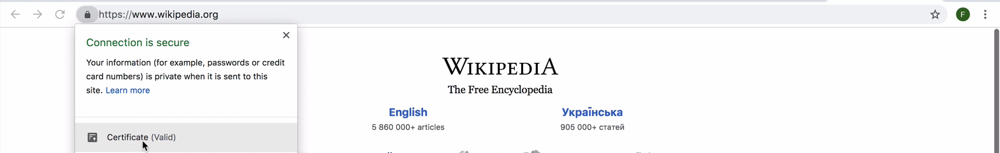 https://www.wikipedia.org
F
Connection is secure
Your information (for example, passwords or credit
card numbers) is private when it is sent to this
site. Learn more
Certificate (Valid)
WIKIPEDIA
The Free Encyclopedia
English
5 860 000+ articles
Українська
905 000+ статей